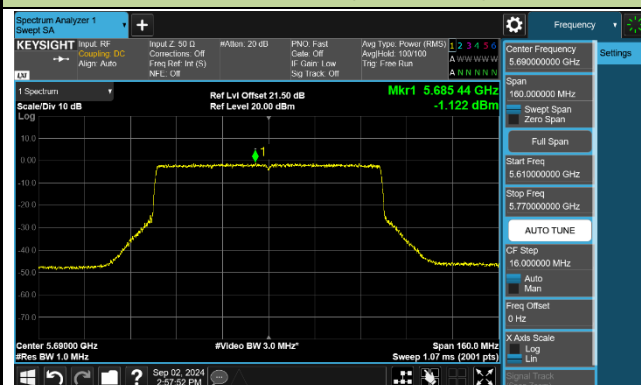 Spectrum Analyzer 1
Swept SA
+
Frequency
KEYSIGHT
Input: RF
Coupling: DC
Align: Auto
Input Z: 50 Ω
Corrections: Off
Freq Ref: Int (S)
NFE: Off
#Atten: 20 dB
PNO: Fast
Gate: Off
IF Gain: Low
Sig Track: Off
Avg Type: Power (RMS)
Avg|Hold: 100/100
Trig: Free Run
1 2 3 4 5 6
A W W W W W
A N N N N N
LXI
1 Spectrum
Scale/Div 10 dB
Log
Ref Lvl Offset 21.50 dB
Ref Level 20.00 dBm
Mkr1 5.685 44 GHz
-1.122 dBm
10.0
0.00
-10.0
-20.0
-30.0
-40.0
-50.0
-60.0
-70.0
1
Center 5.69000 GHz
#Res BW 1.0 MHz
#Video BW 3.0 MHz*
Span 160.0 MHz
Sweep 1.07 ms (2001 pts)
Center Frequency
5.690000000 GHz
Settings
Span
160.000000 MHz
Swept Span
Zero Span
Full Span
Start Freq
5.610000000 GHz
Stop Freq
5.770000000 GHz
AUTO TUNE
CF Step
16.000000 MHz
Auto
Man
Freq Offset
0 Hz
X Axis Scale
Log
Lin
Signal Track
?
Sep 02, 2024
2:57:52 PM